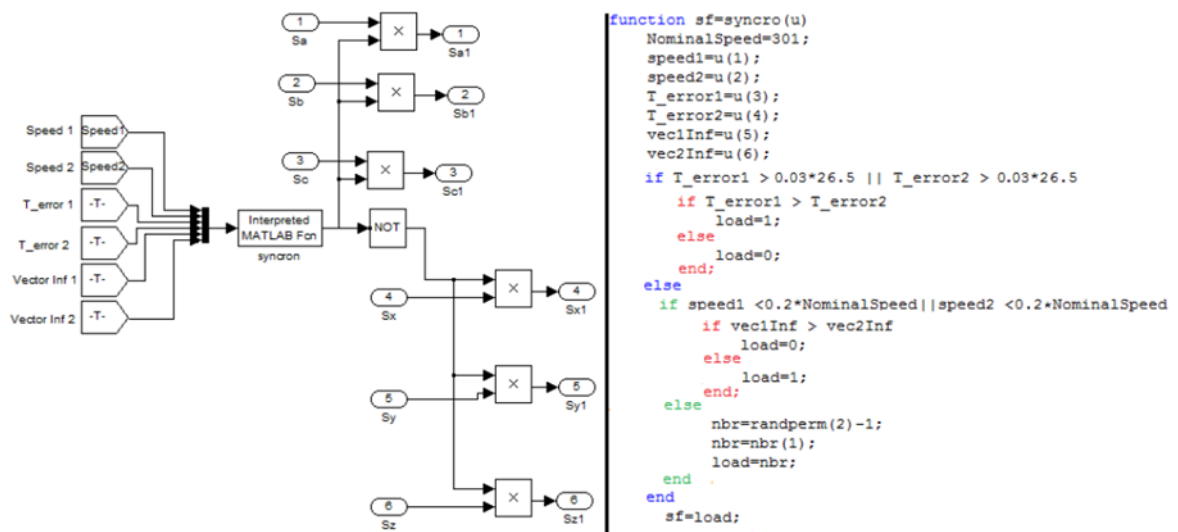 1
Sa
×
1
Sa1
2
Sb
×
2
Sb1
3
Sc
×
3
Sc1
Speed 1
Speed1
Speed 2
Speed2
T_error 1
-T-
T_error 2
-T-
Vector Inf 1
-T-
Vector Inf 2
-T-
Interpreted
MATLAB Fcn
syncron
NOT
4
Sx
×
4
Sx1
5
Sy
×
5
Sy1
6
Sz
×
6
Sz1
function sf=syncro(u)
NominalSpeed=301;
speed1=u(1);
speed2=u(2);
T_error1=u(3);
T_error2=u(4);
vec1Inf=u(5);
vec2Inf=u(6);
if T_error1 >0.03*26.5 || T_error2 >0.03*26.5
if T_error1 > T_error2
load=1;
else
load=0;
end;
else
if speed1 <0.2*NominalSpeed||speed2 <0.2*NominalSpeed
if vec1Inf > vec2Inf
load=0;
else
load=1;
end;
else
nbr=randperm(2)-1;
nbr=nbr(1);
load=nbr;
end
end
sf=load;